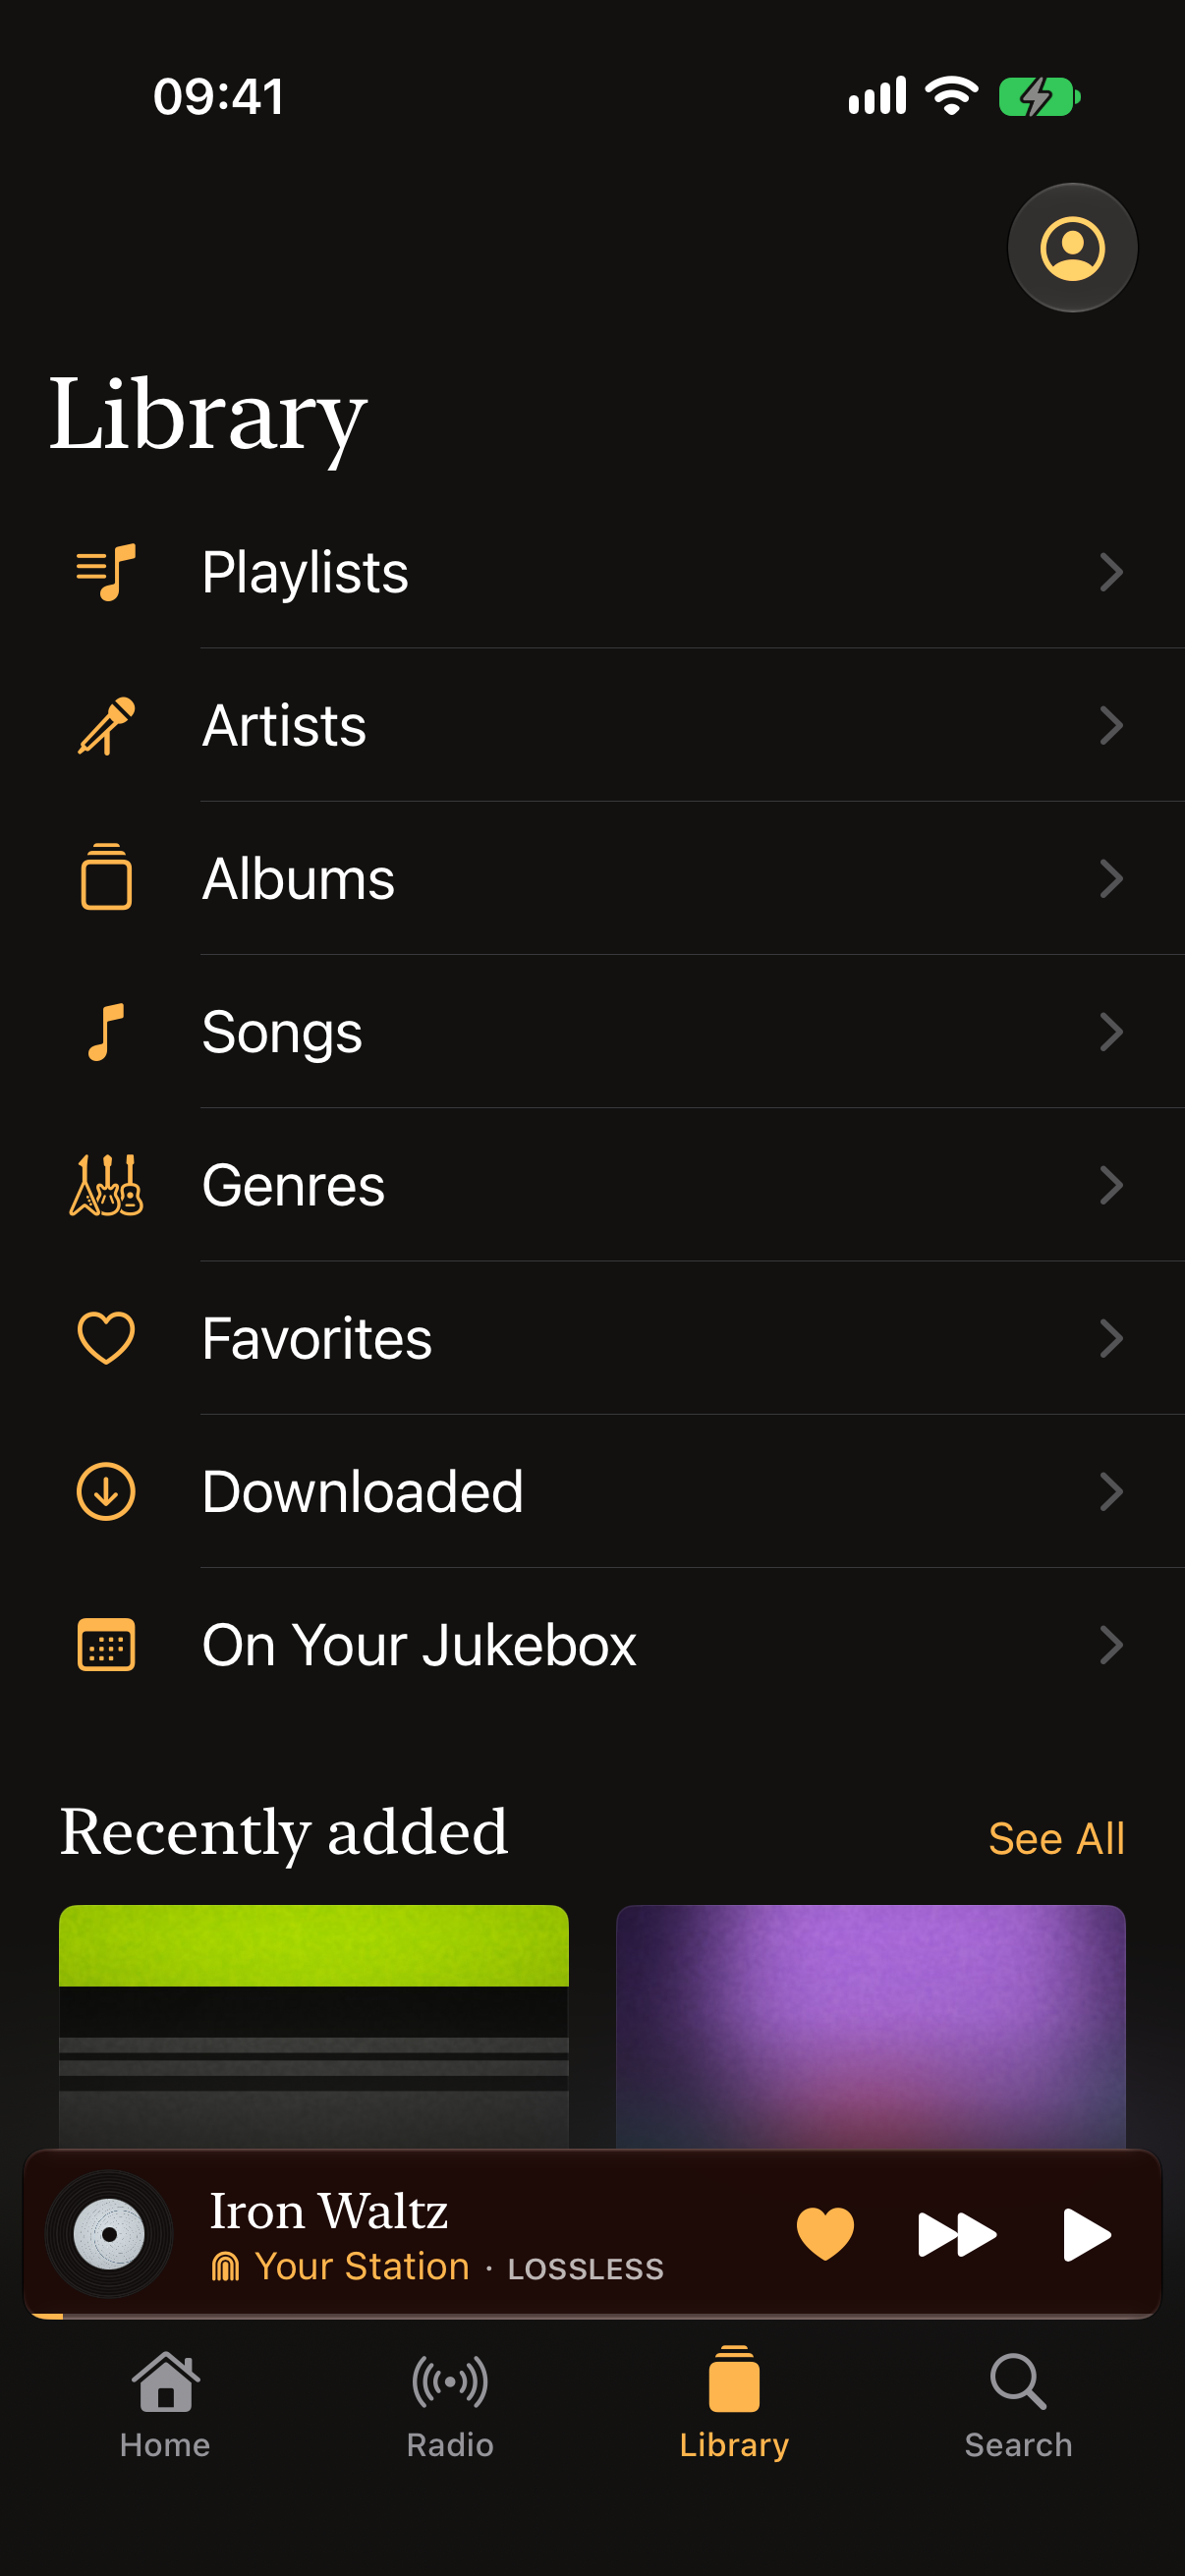 09:41
Library
Playlists
Artists
Albums
Songs
Genres
Favorites
Downloaded
On Your Jukebox
Recently added
See All
Iron Waltz
Your Station · LOSSLESS
Home
Radio
Library
Search